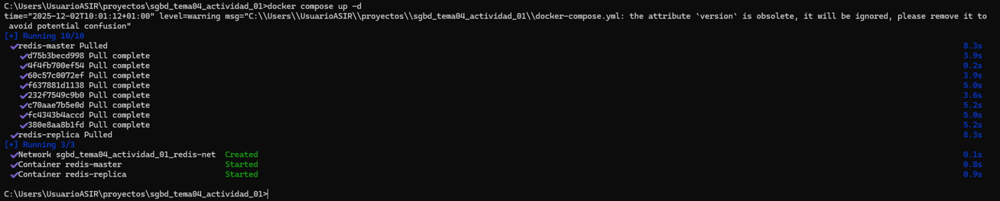 C:\Users\UsuarioASIR\proyectos\sgbd_tema04_actividad_01>docker compose up -d
time="2025-12-02T10:01:12+01:00" level=warning msg="C:\\Users\\UsuarioASIR\\proyectos\\sgbd_tema04_actividad_01\\docker-compose.yml: the attribute `version` is obsolete, it will be ignored, please remove it to
avoid potential confusion"
[+] Running 10/10
✔redis-master Pulled 8.3s
✔d75b3becd998 Pull complete 3.9s
✔4f4fb700ef54 Pull complete 0.2s
✔60c57c0072ef Pull complete 3.9s
✔f637881d1138 Pull complete 5.0s
✔232f7549c9b0 Pull complete 3.6s
✔c70aae7b5e0d Pull complete 5.2s
✔fc4343b4accd Pull complete 5.0s
✔380e8aa8b1fd Pull complete 5.2s
✔redis-replica Pulled 8.3s
[+] Running 3/3
✔Network sgbd_tema04_actividad_01_redis-net Created 0.1s
✔Container redis-master Started 0.8s
✔Container redis-replica Started 0.9s
C:\Users\UsuarioASIR\proyectos\sgbd_tema04_actividad_01>